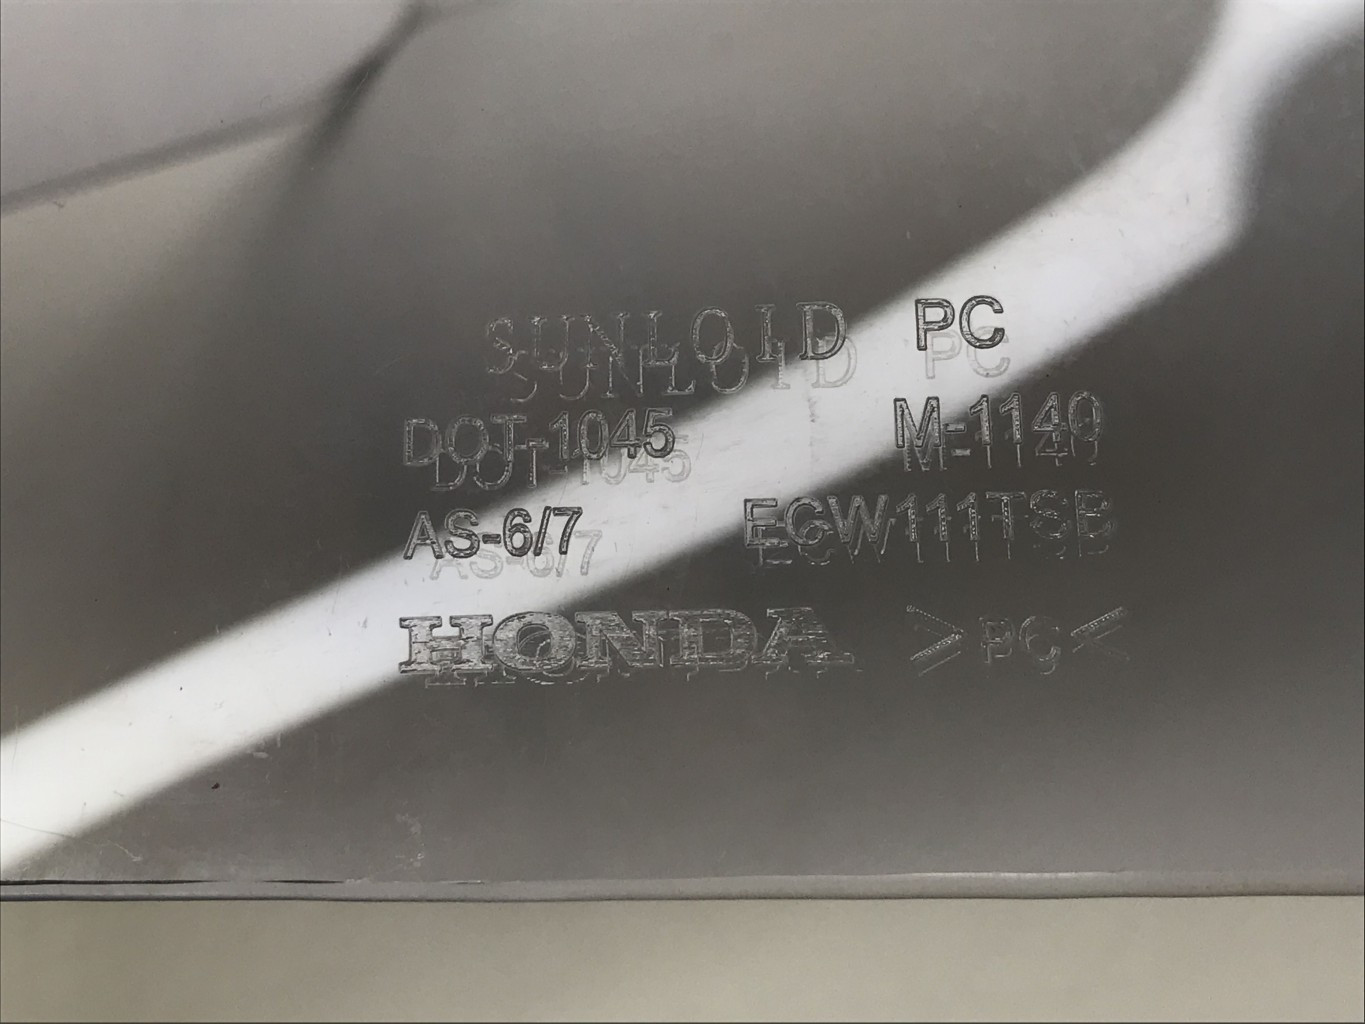 SUNLOID PC
DOT-1045 M-1140
AS-6/7 ECW111TSB
HONDA >PC<